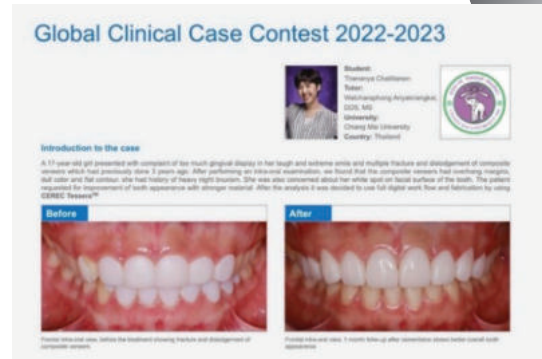 Global Clinical Case Contest 2022-2023
Student:
Tutor:
DDS, MS
University:
Chiang Mai University
Country: Thailand
Introduction to the case
A 17-year-old girl presented with complaint of too much gingival display in her laugh and extreme smile and multiple fracture and dislodgement of composite
veneers which had previously done 3 years ago. After performing an intra-oral examination, we found that the composite veneers had overhang margins,
dull color and flat contour. she had history of heavy night bruxism. She was also concerned about her white spot on facial surface of the teeth. The patient
requested for improvement of tooth appearance with stronger material. After the analysis it was decided to use full digital work flow and fabrication by using
CEREC Tessera™
Before
After
Frontal intra-oral view, before the treatment showing fracture and dislodgement of
composite veneers
Frontal intra-oral view, 1 month follow-up after cementation shows better overall tooth
appearance